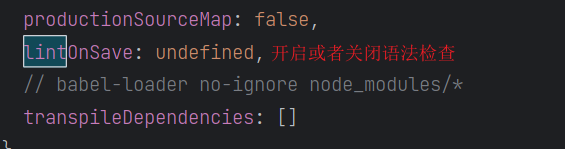 productionSourceMap: false,
lintOnSave: undefined, 开启或者关闭语法检查
// babel-loader no-ignore node_modules/*
transpileDependencies: []
}